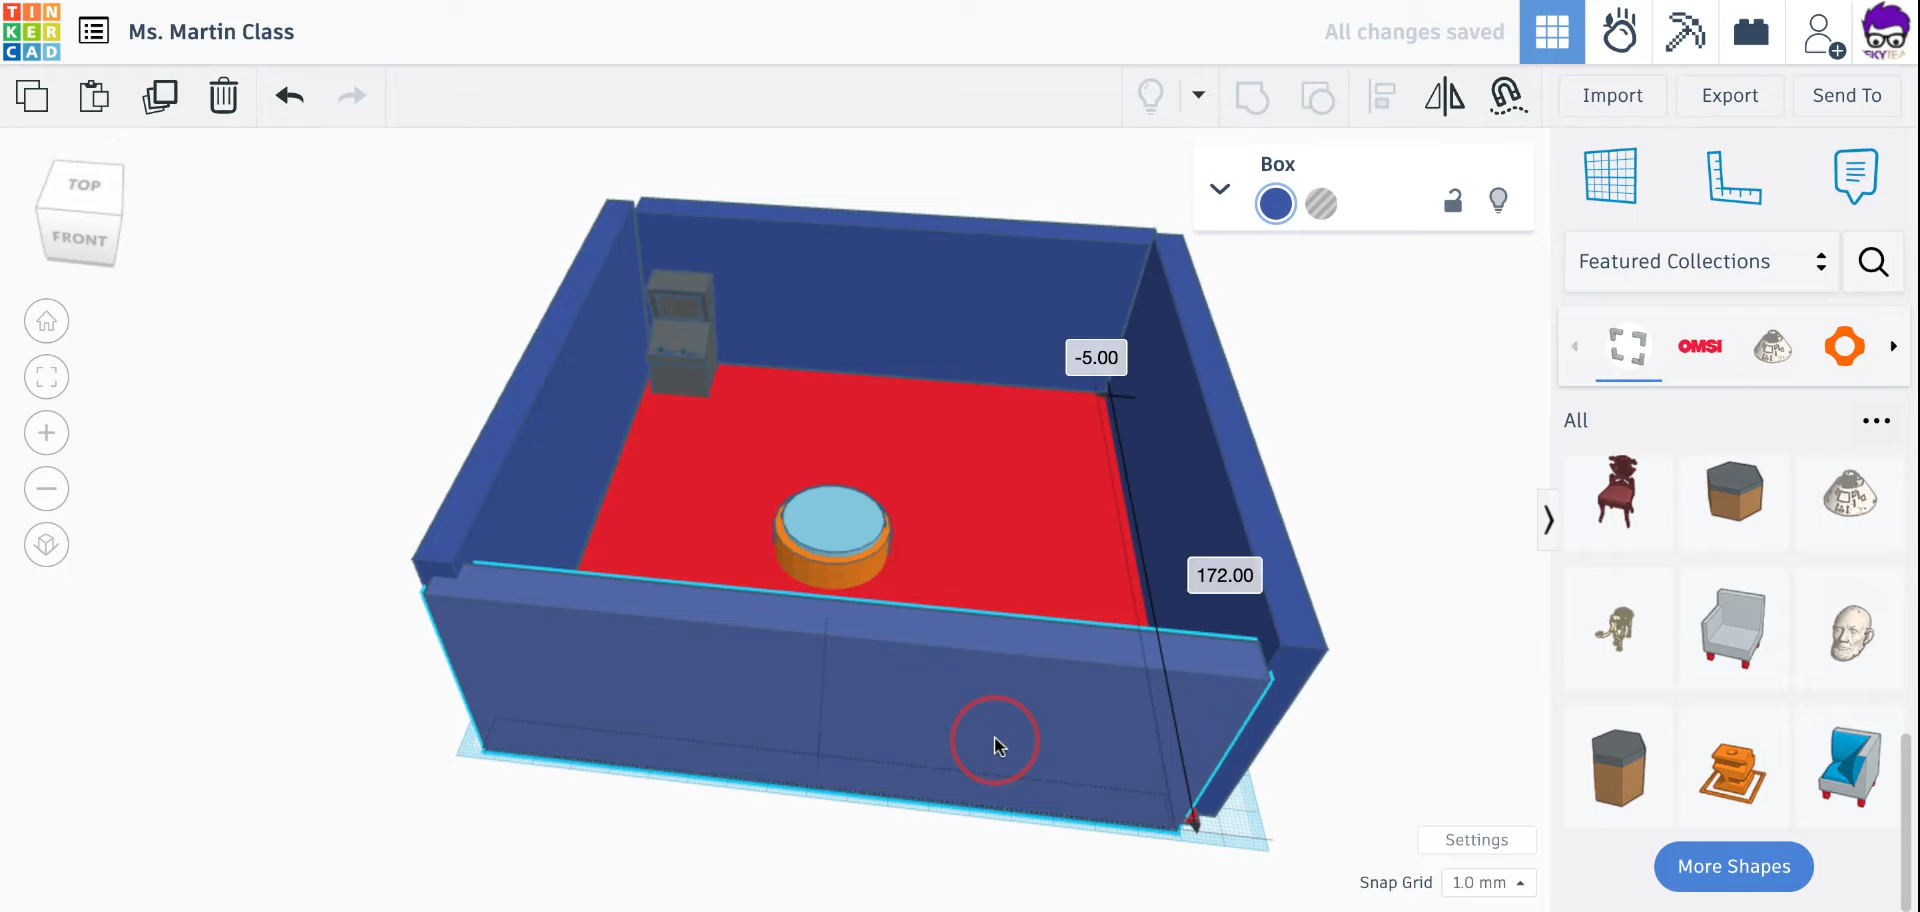 TIN
KER
CAD
Ms. Martin Class
All changes saved
Import
Export
Send To
TOP
FRONT
Box
-5.00
172.00
Featured Collections
OMSI
All
More Shapes
Settings
Snap Grid
1.0 mm